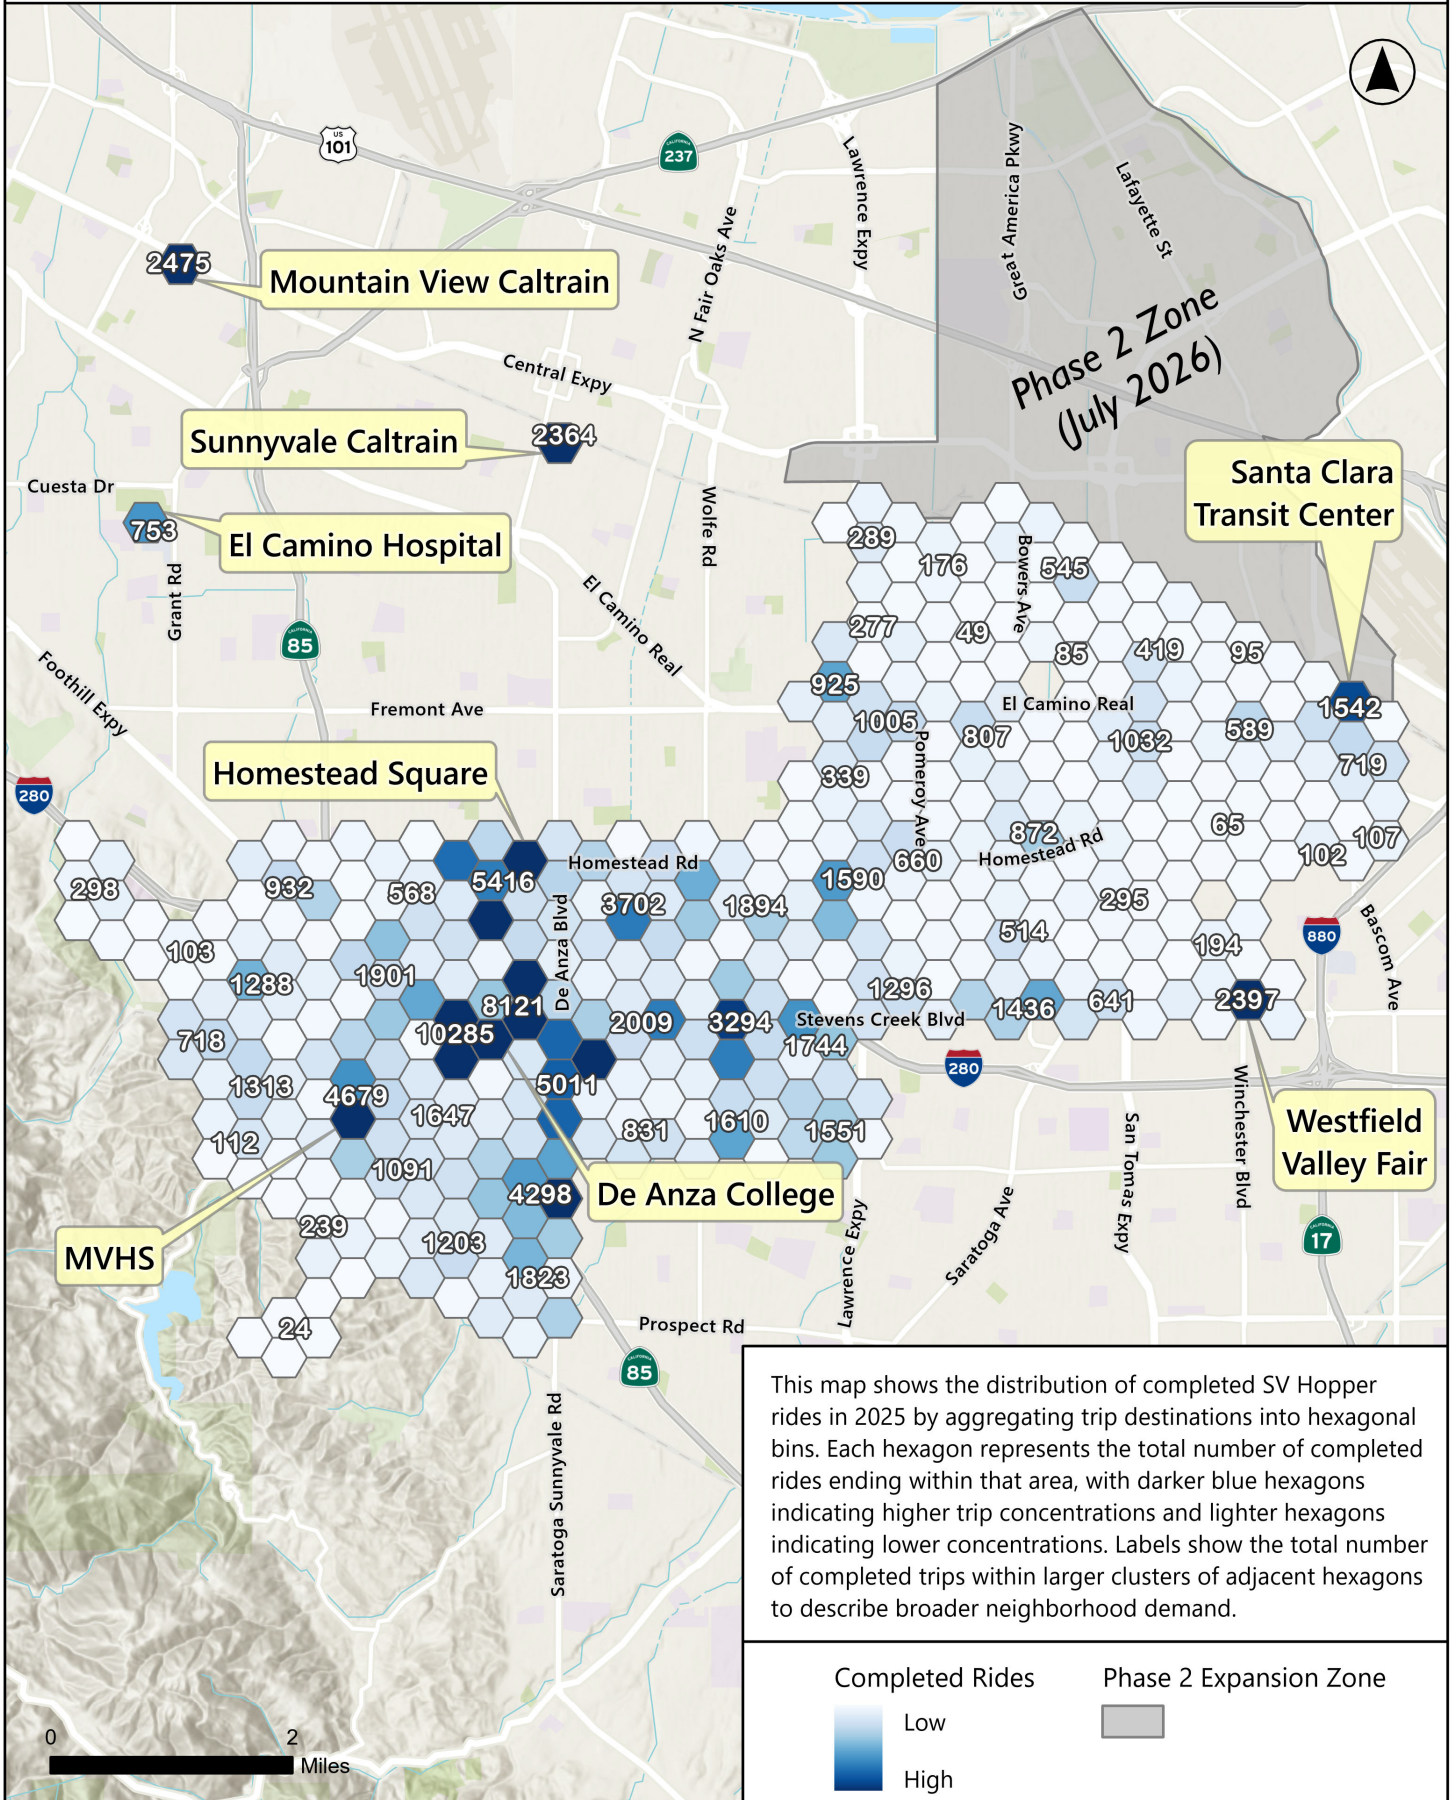 US
101
CALIFORNIA
237
Lawrence Expy
Great America Pkwy
Lafayette St
N Fair Oaks Ave
2475
Mountain View Caltrain
Phase 2 Zone
(July 2026)
Central Expy
Sunnyvale Caltrain
2364
Santa Clara
Transit Center
Cuesta Dr
753
El Camino Hospital
Wolfe Rd
Grant Rd
El Camino Real
CALIFORNIA
85
Foothill Expy
Fremont Ave
289
176
Bowers Ave
545
277
49
85
419
95
925
El Camino Real
1542
1005
807
1032
589
Pomeroy Ave
719
339
Homestead Square
280
872
Homestead Rd
65
107
102
660
Homestead Rd
298
932
568
5416
3702
1894
1590
295
De Anza Blvd
514
194
880
Bascom Ave
103
1288
1901
8121
1296
1436
641
2397
10285
2009
3294
Stevens Creek Blvd
718
1744
280
1313
4679
5011
1647
831
1610
1551
112
1091
Winchester Blvd
San Tomas Expy
Westfield
Valley Fair
4298
De Anza College
239
1203
1823
Lawrence Expy
Saratoga Ave
CALIFORNIA
17
MVHS
24
Prospect Rd
CALIFORNIA
85
Saratoga Sunnyvale Rd
This map shows the distribution of completed SV Hopper
rides in 2025 by aggregating trip destinations into hexagonal
bins. Each hexagon represents the total number of completed
rides ending within that area, with darker blue hexagons
indicating higher trip concentrations and lighter hexagons
indicating lower concentrations. Labels show the total number
of completed trips within larger clusters of adjacent hexagons
to describe broader neighborhood demand.
Completed Rides
Low
High
Phase 2 Expansion Zone
0
2
Miles